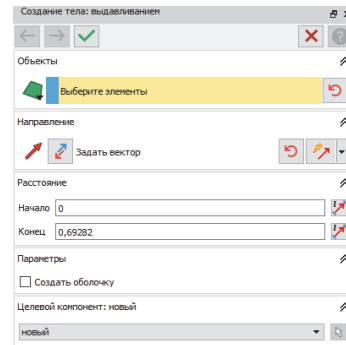 Создание тела: выдавливанием
Объекты
Выберите элементы
Направление
Задать вектор
Расстояние
Начало 0
Конец 0,69282
Параметры
Создать оболочку
Целевой компонент: новый
новый